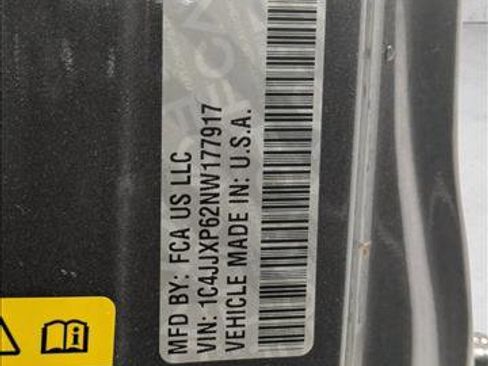 MFD BY: FCA US LLC
VIN: 1C4JJXP62NW177917
VEHICLE MADE IN: U.S.A.